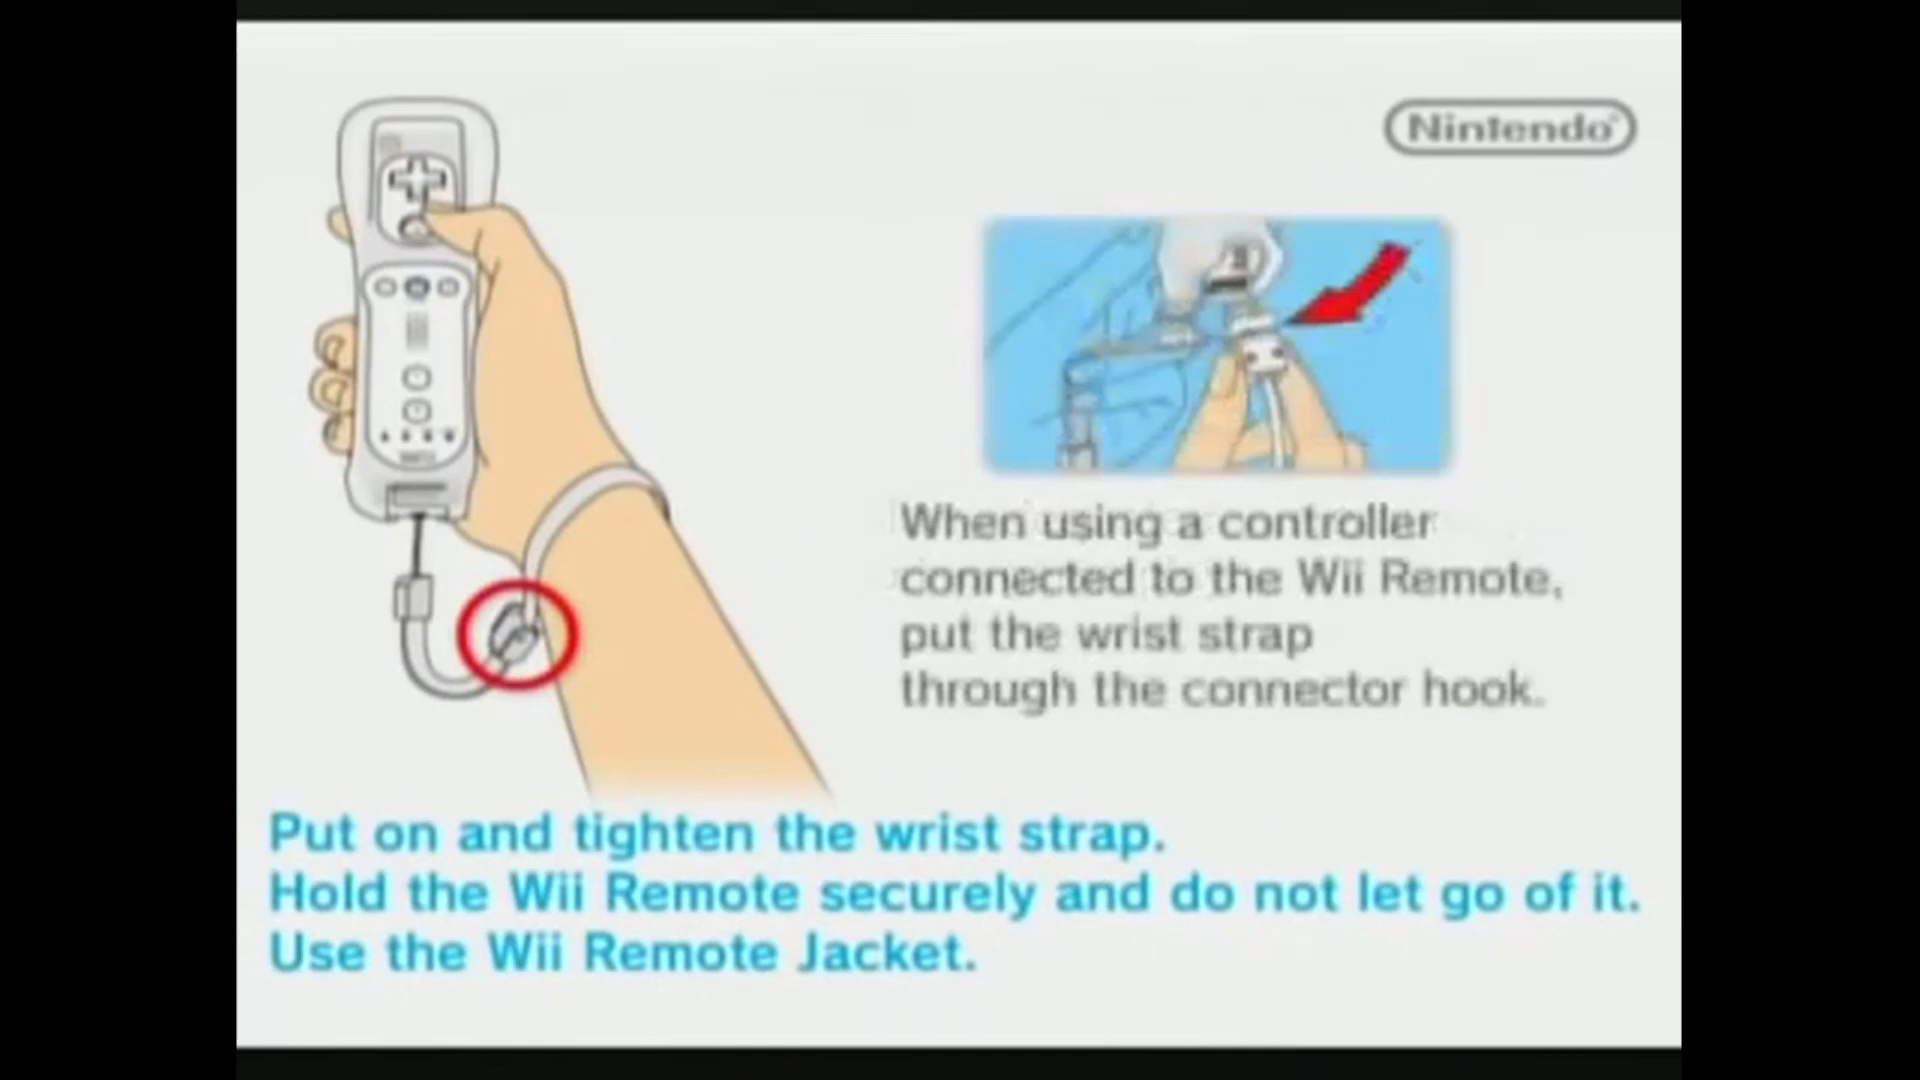 Nintendo
When using a controller
connected to the Wii Remote,
put the wrist strap
through the connector hook.
Put on and tighten the wrist strap.
Hold the Wii Remote securely and do not let go of it.
Use the Wii Remote Jacket.